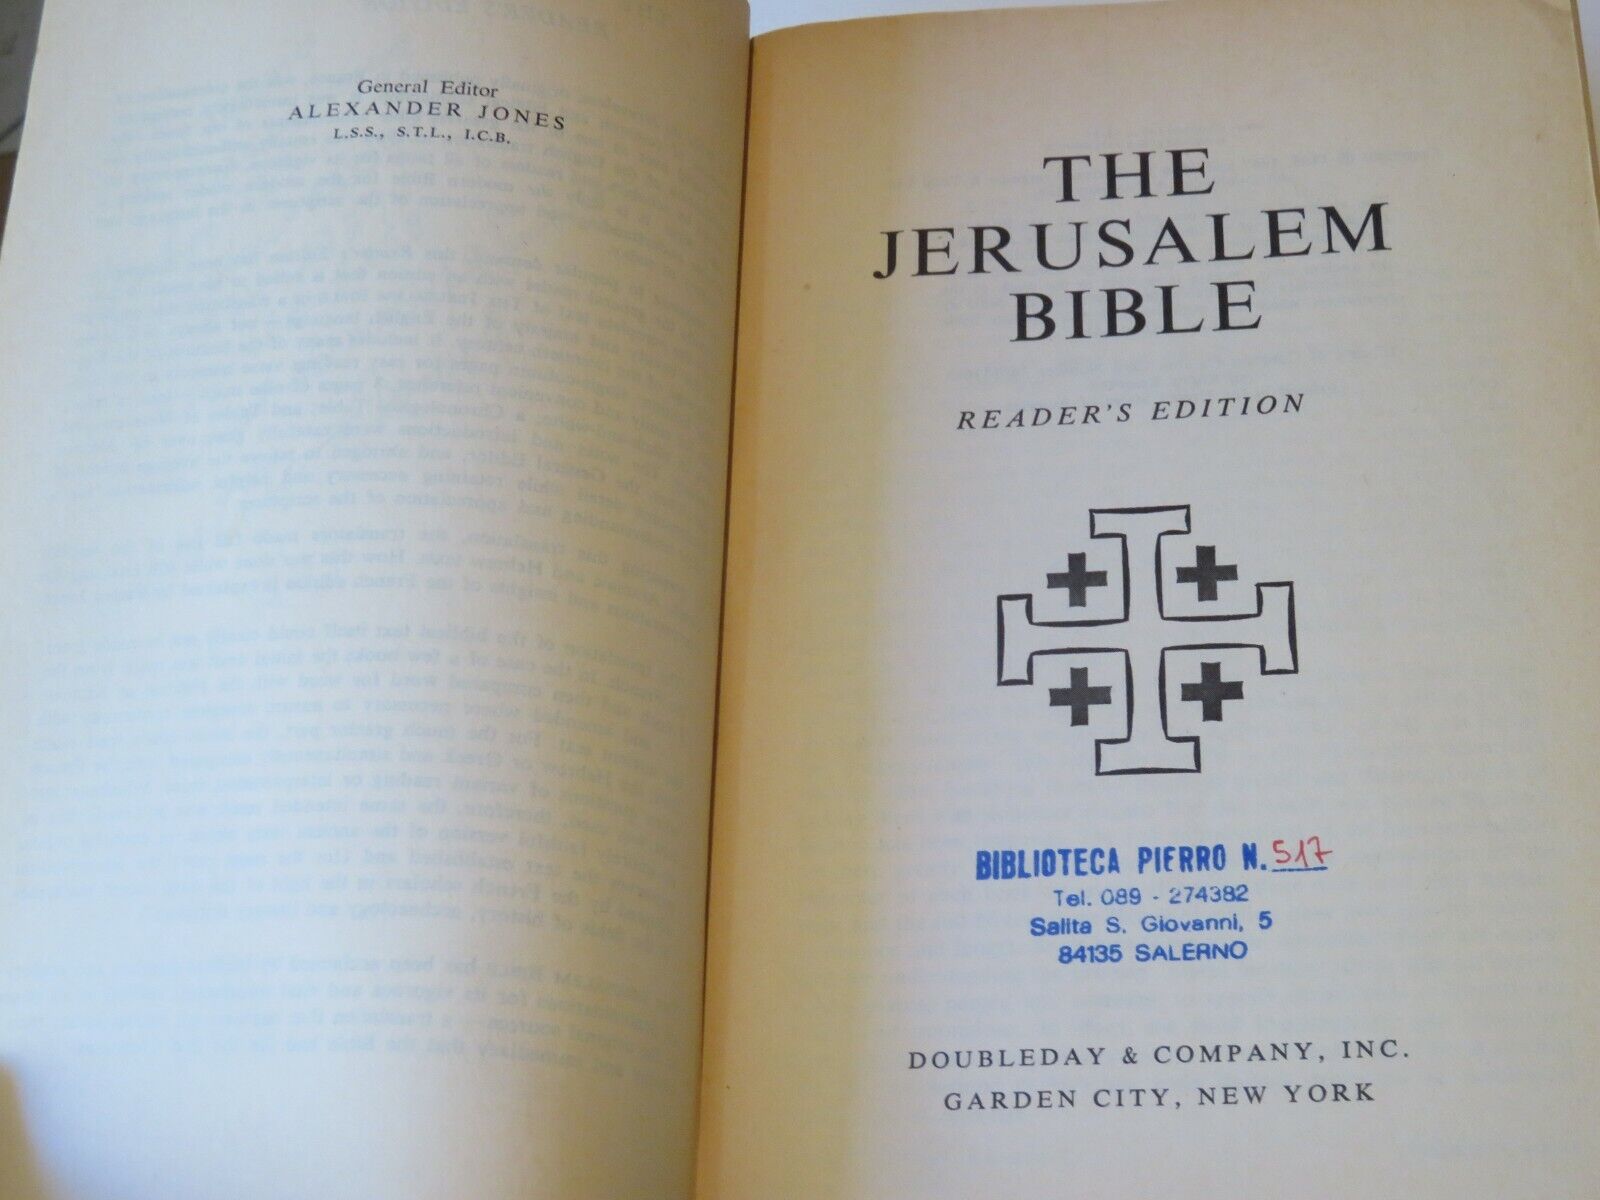 General Editor
ALEXANDER JONES
L.S.S., S.T.L., I.C.B.
THE
JERUSALEM
BIBLE
READER'S EDITION
BIBLIOTECA PIERRO N. 517
Tel. 089 - 274382
Salita S. Giovanni, 5
84135 SALERNO
DOUBLEDAY & COMPANY, INC.
GARDEN CITY, NEW YORK